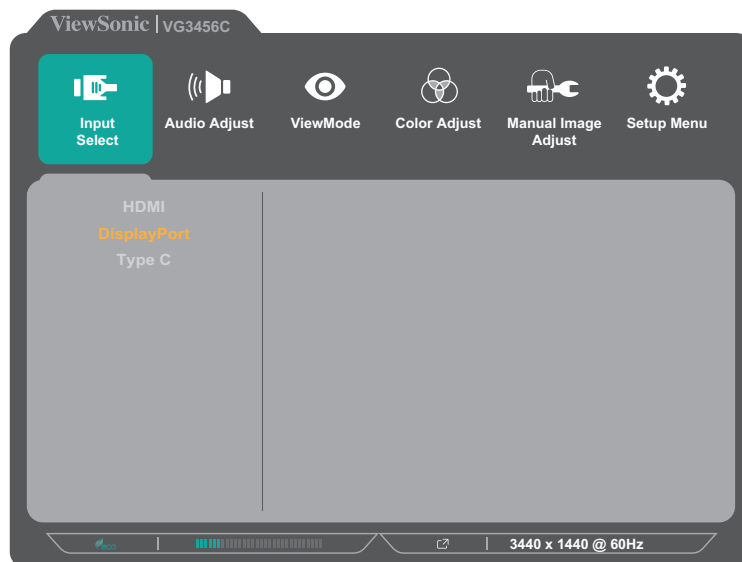 ViewSonic | VG3456C
Input Select
Audio Adjust
ViewMode
Color Adjust
Manual Image Adjust
Setup Menu
HDMI
DisplayPort
Type C
eco
3440 x 1440 @ 60Hz